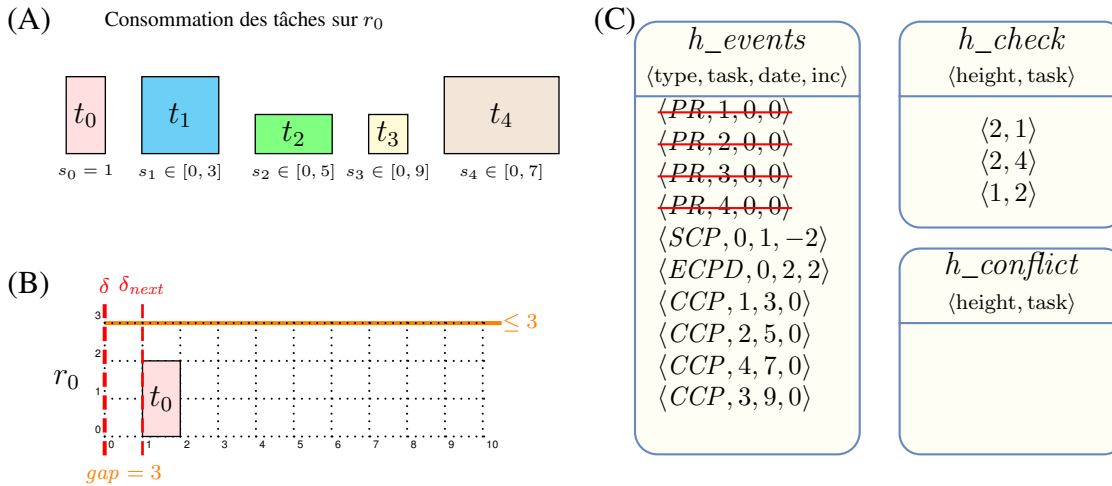 (A)
Consommation des tâches sur r₀
t₀
t₁
t₂
t₃
t₄
s₀ = 1
s₁ ∈ [0, 3]
s₂ ∈ [0, 5]
s₃ ∈ [0, 9]
s₄ ∈ [0, 7]
(B)
δ δₙₑₓₜ
3
≤ 3
2
r₀
t₀
1
0
0 1 2 3 4 5 6 7 8 9 10
gap = 3
(C)
h_events
⟨type, task, date, inc⟩
⟨PR, 1, 0, 0⟩
⟨PR, 2, 0, 0⟩
⟨PR, 3, 0, 0⟩
⟨PR, 4, 0, 0⟩
⟨SCP, 0, 1, −2⟩
⟨ECPD, 0, 2, 2⟩
⟨CCP, 1, 3, 0⟩
⟨CCP, 2, 5, 0⟩
⟨CCP, 4, 7, 0⟩
⟨CCP, 3, 9, 0⟩
h_check
⟨height, task⟩
⟨2, 1⟩
⟨2, 4⟩
⟨1, 2⟩
h_conflict
⟨height, task⟩